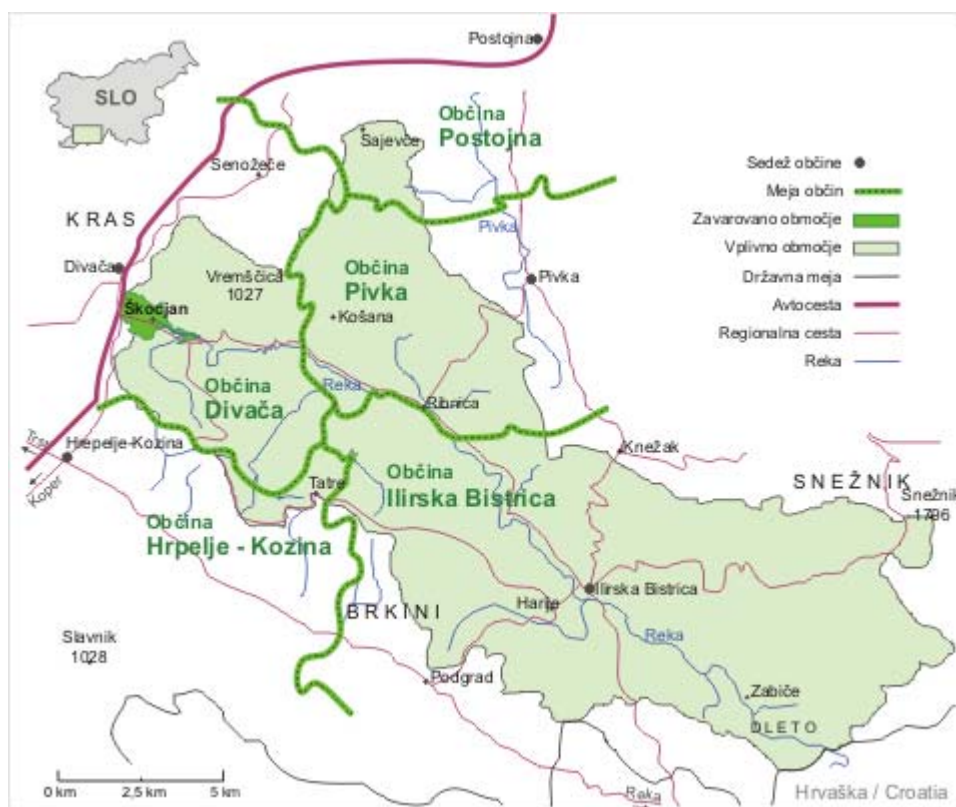 Postojna
SLO
Občina
Postojna
Šajevče
Senožeče
Sedež občine
Meja občin
Zavarovano območje
Vplivno območje
Državna meja
Avtocesta
Regionalna cesta
Reka
KRAS
Pivka
Divača
Vremščica
1027
Občina
Pivka
Pivka
Škocjan
Košana
Občina
Divača
Reka
Ribnica
Hrepelje-Kozina
Trst
Koper
Knežak
Tatre
Občina
Ilirska Bistrica
SNEŽNIK
Snežnik
1796
Občina
Hrpelje - Kozina
BRKINI
Harije
Ilirska Bistrica
Reka
Slavnik
1028
Podgrad
Zabiče
DLETO
0 km
2,5 km
5 km
Reka
Hrvaška / Croatia